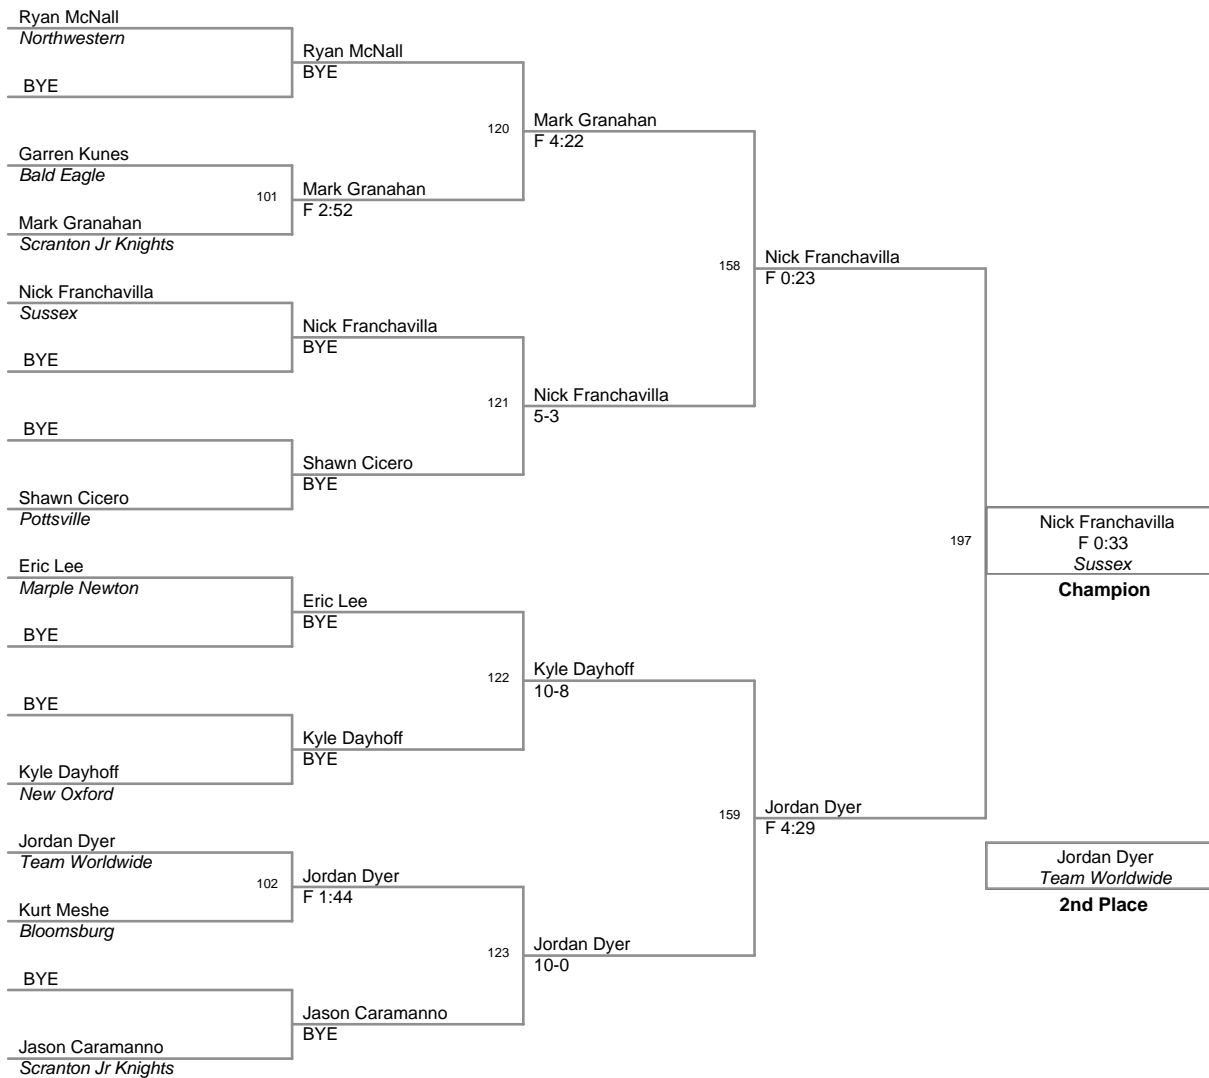 Ryan McNall
Northwestern
BYE
Garren Kunes
Bald Eagle
101
Mark Granahan
Scranton Jr Knights
Nick Franchavilla
Sussex
BYE
BYE
Shawn Cicero
Pottsville
Eric Lee
Marple Newton
BYE
BYE
Kyle Dayhoff
New Oxford
Jordan Dyer
Team Worldwide
102
Kurt Meshe
Bloomsburg
BYE
Jason Caramanno
Scranton Jr Knights
Ryan McNall
BYE
120
Mark Granahan
F 2:52
Nick Franchavilla
BYE
121
Shawn Cicero
BYE
Eric Lee
BYE
122
Kyle Dayhoff
BYE
Jordan Dyer
F 1:44
123
Jason Caramanno
BYE
Mark Granahan
F 4:22
158
Nick Franchavilla
5-3
Kyle Dayhoff
10-8
159
Jordan Dyer
10-0
Nick Franchavilla
F 0:23
197
Jordan Dyer
F 4:29
Nick Franchavilla
F 0:33
Sussex
Champion
Jordan Dyer
Team Worldwide
2nd Place